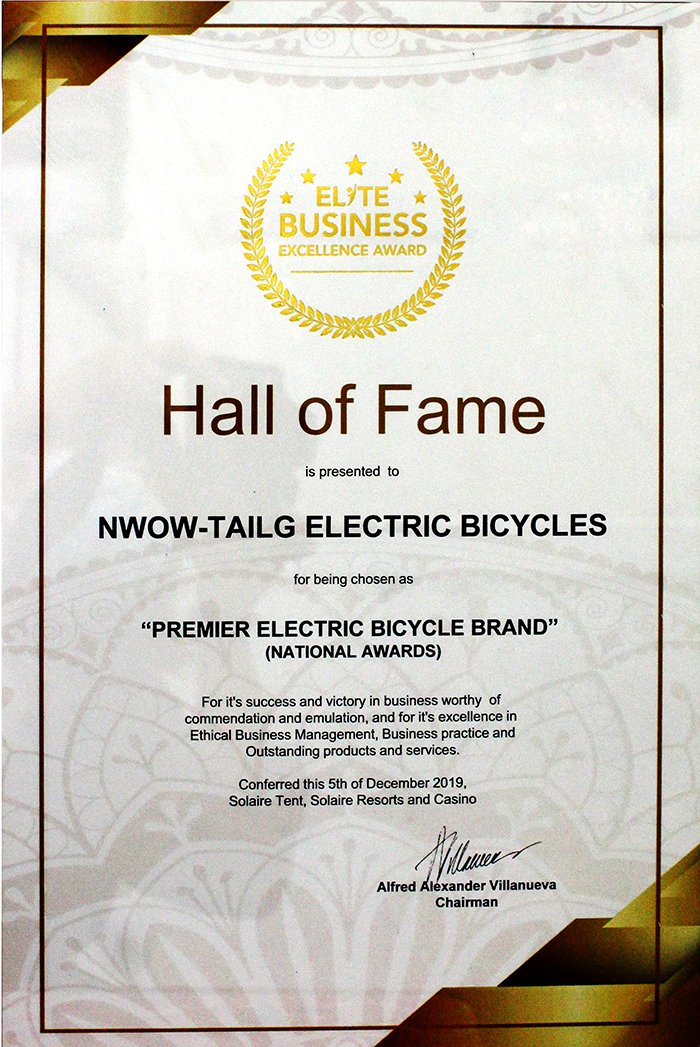 EL★TE
BUSINESS
EXCELLENCE AWARD
Hall of Fame
is presented to
NWOW-TAILG ELECTRIC BICYCLES
for being chosen as
“PREMIER ELECTRIC BICYCLE BRAND”
(NATIONAL AWARDS)
For it's success and victory in business worthy of
commendation and emulation, and for it's excellence in
Ethical Business Management, Business practice and
Outstanding products and services.
Conferred this 5th of December 2019,
Solaire Tent, Solaire Resorts and Casino
AVillanueva
Alfred Alexander Villanueva
Chairman